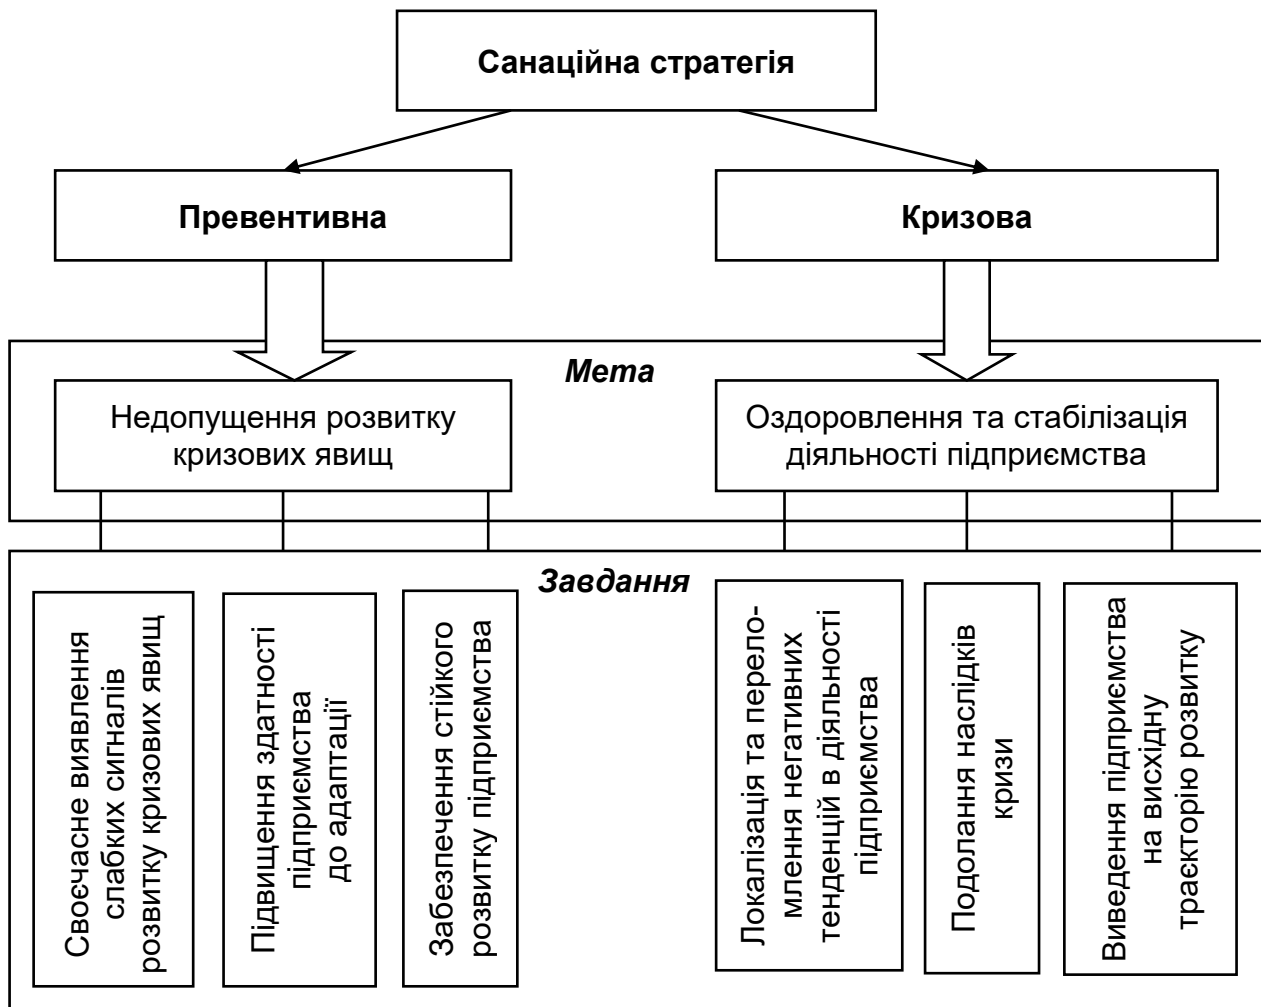 Санаційна стратегія
Превентивна
Кризова
Мета
Недопущення розвитку
кризових явищ
Оздоровлення та стабілізація
діяльності підприємства
Завдання
Своєчасне виявлення
слабких сигналів
розвитку кризових явищ
Підвищення здатності
підприємства
до адаптації
Забезпечення стійкого
розвитку підприємства
Локалізація та перело-
млення негативних
тенденцій в діяльності
підприємства
Подолання наслідків
кризи
Виведення підприємства
на висхідну
траєкторію розвитку